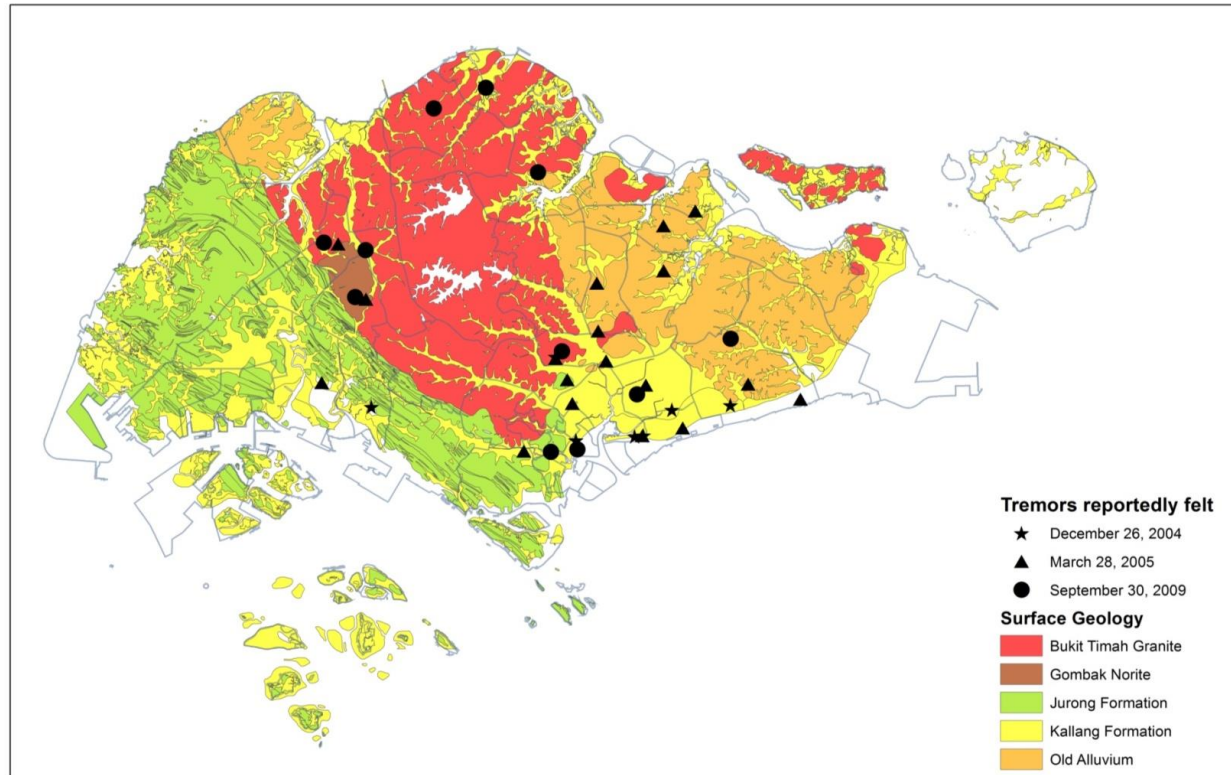 Tremors reportedly felt
December 26, 2004
March 28, 2005
September 30, 2009
Surface Geology
Bukit Timah Granite
Gombak Norite
Jurong Formation
Kallang Formation
Old Alluvium